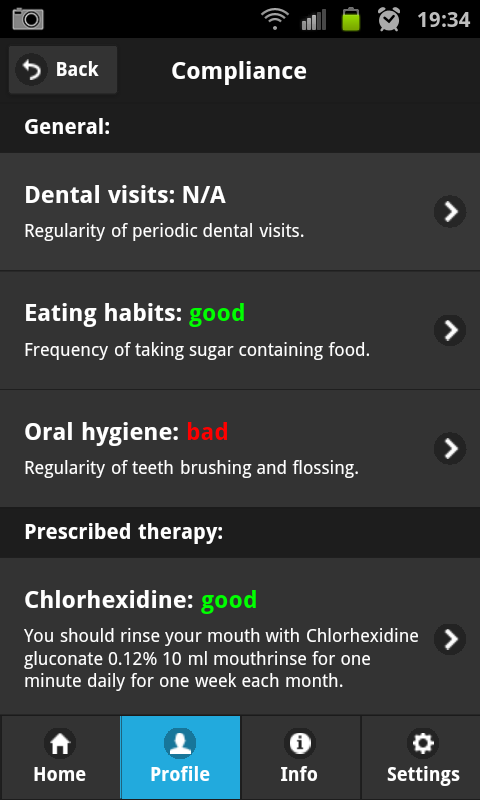 19:34
Back
Compliance
General:
Dental visits: N/A
Regularity of periodic dental visits.
Eating habits: good
Frequency of taking sugar containing food.
Oral hygiene: bad
Regularity of teeth brushing and flossing.
Prescribed therapy:
Chlorhexidine: good
You should rinse your mouth with Chlorhexidine
gluconate 0.12% 10 ml mouthrinse for one
minute daily for one week each month.
Home
Profile
Info
Settings